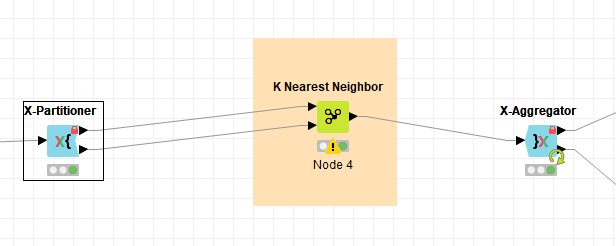 K Nearest Neighbor
X-Partitioner
X-Aggregator
X{
}X
Node 4